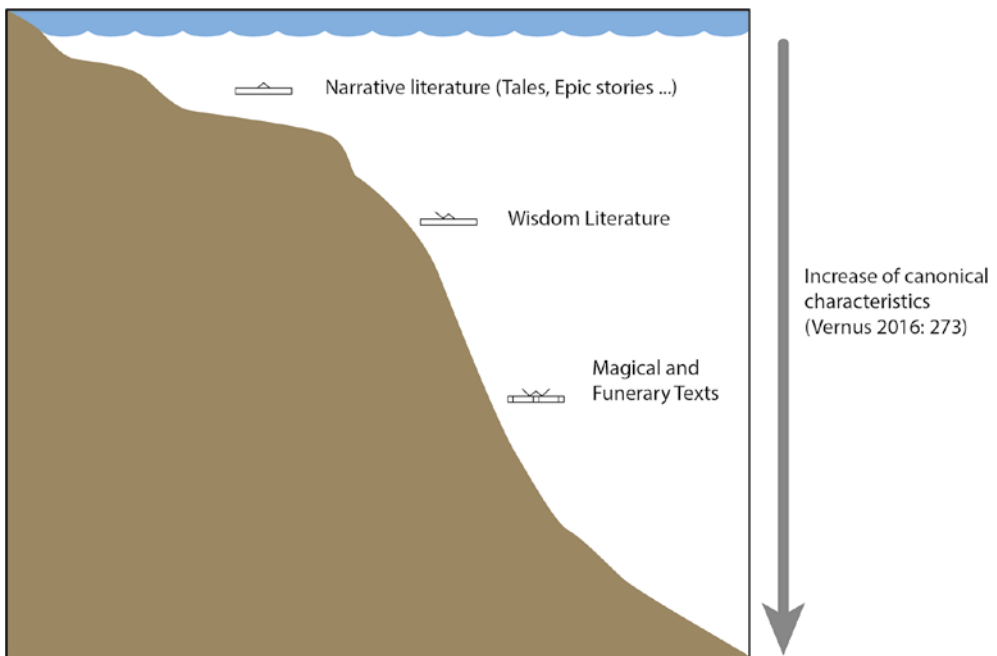 Narrative literature (Tales, Epic stories ...)
Wisdom Literature
Magical and
Funerary Texts
Increase of canonical
characteristics
(Vernus 2016: 273)